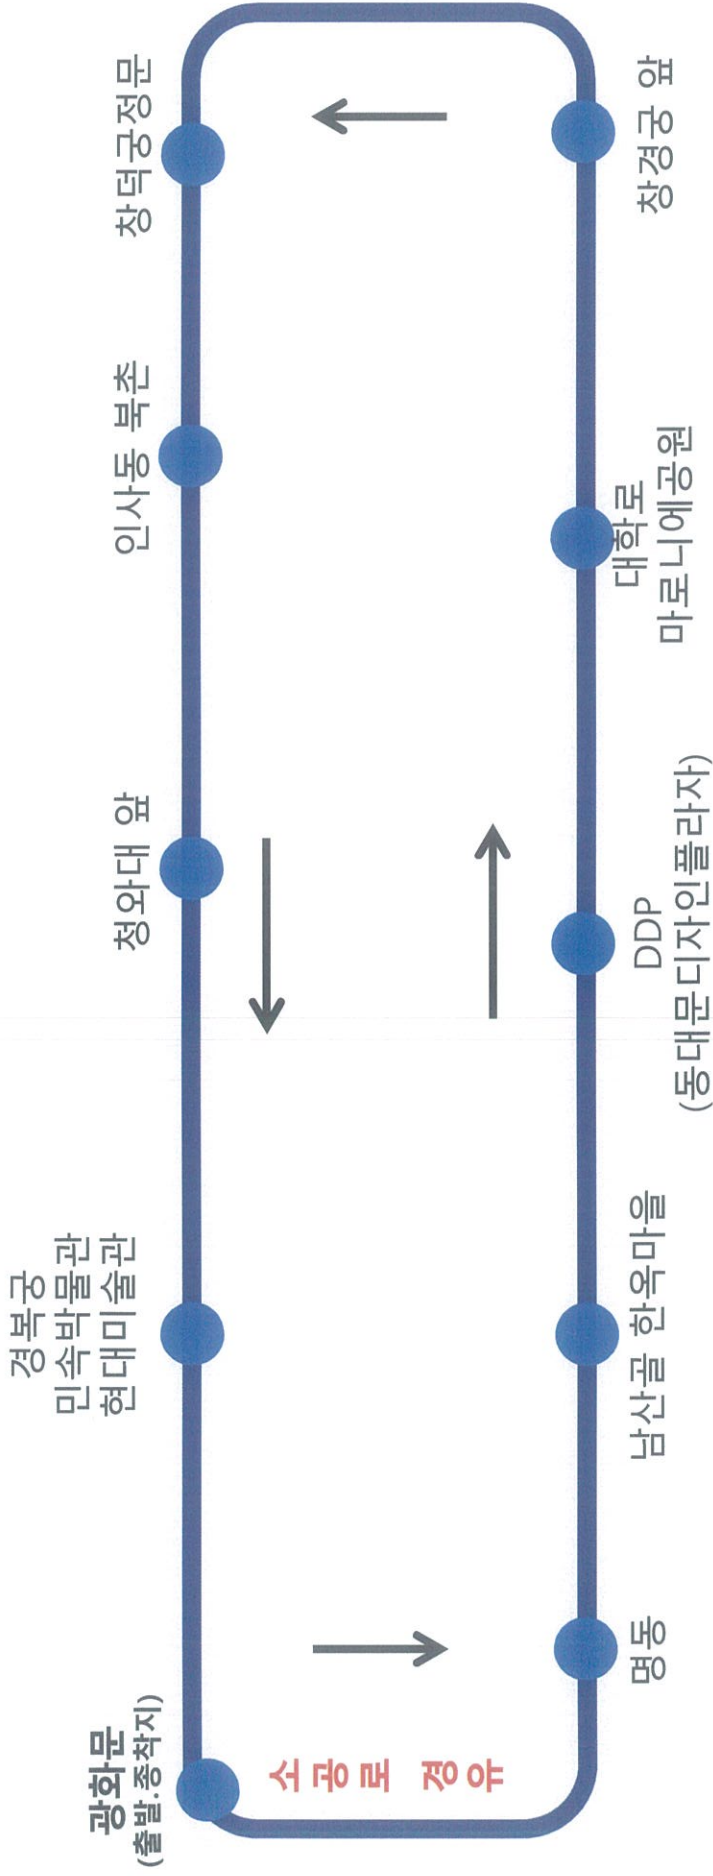 광화문
(출발.종착지)
경복궁
민속박물관
현대미술관
청와대 앞
인사동 북촌
창덕궁정문
소공로 경유
명동
남산골 한옥마을
DDP
(동대문디자인플라자)
대학로
마로니에공원
창경궁 앞